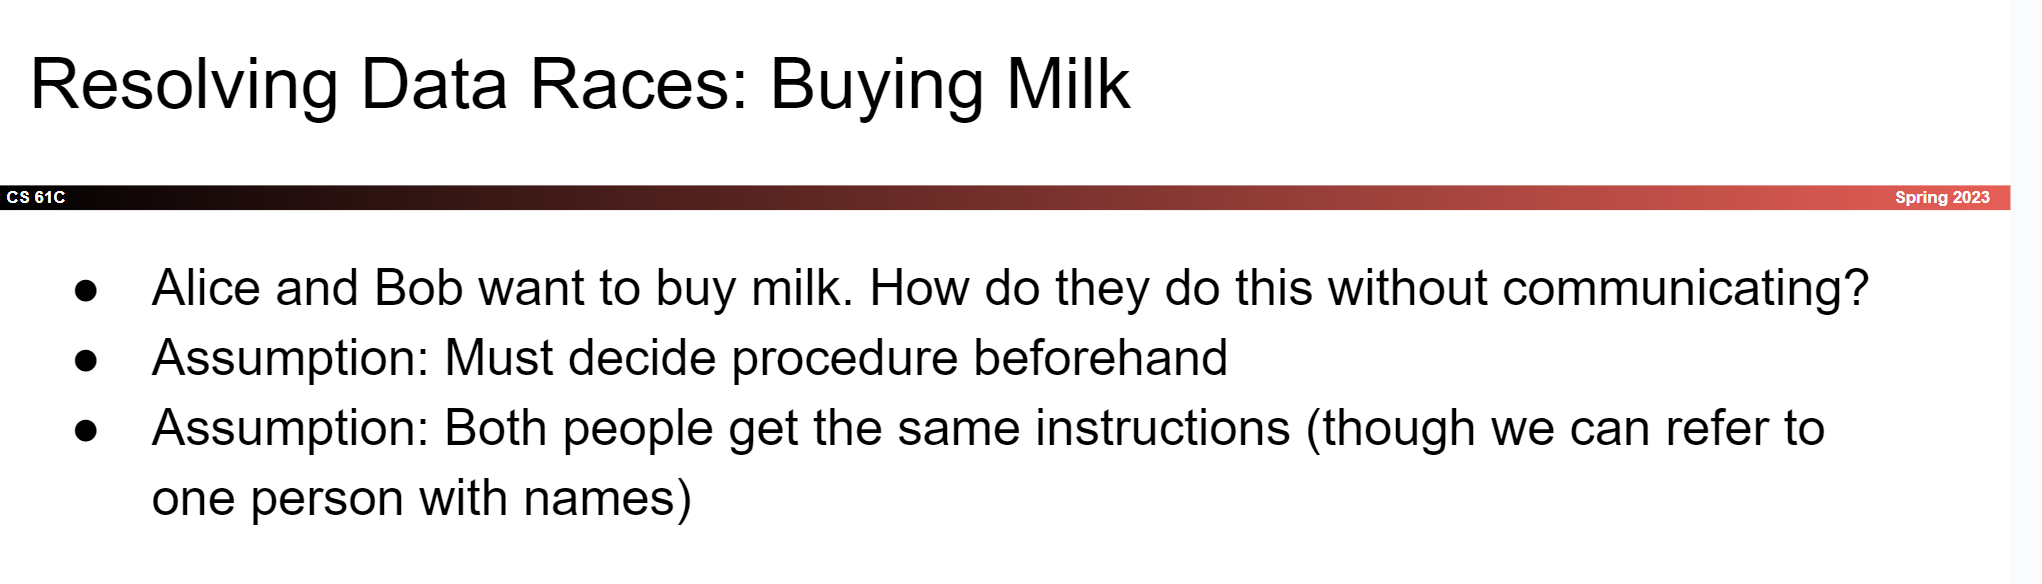 Resolving Data Races: Buying Milk
CS 61C
Spring 2023
● Alice and Bob want to buy milk. How do they do this without communicating?
● Assumption: Must decide procedure beforehand
● Assumption: Both people get the same instructions (though we can refer to
one person with names)